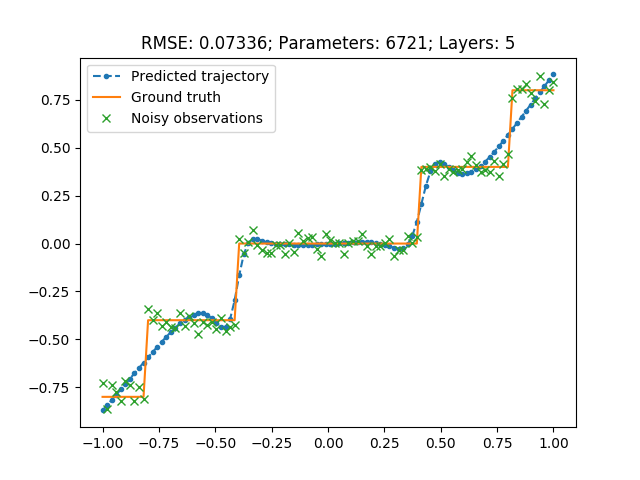 RMSE: 0.07336; Parameters: 6721; Layers: 5
Predicted trajectory
Ground truth
Noisy observations
0.75
0.50
0.25
0.00
−0.25
−0.50
−0.75
−1.00 −0.75 −0.50 −0.25 0.00 0.25 0.50 0.75 1.00